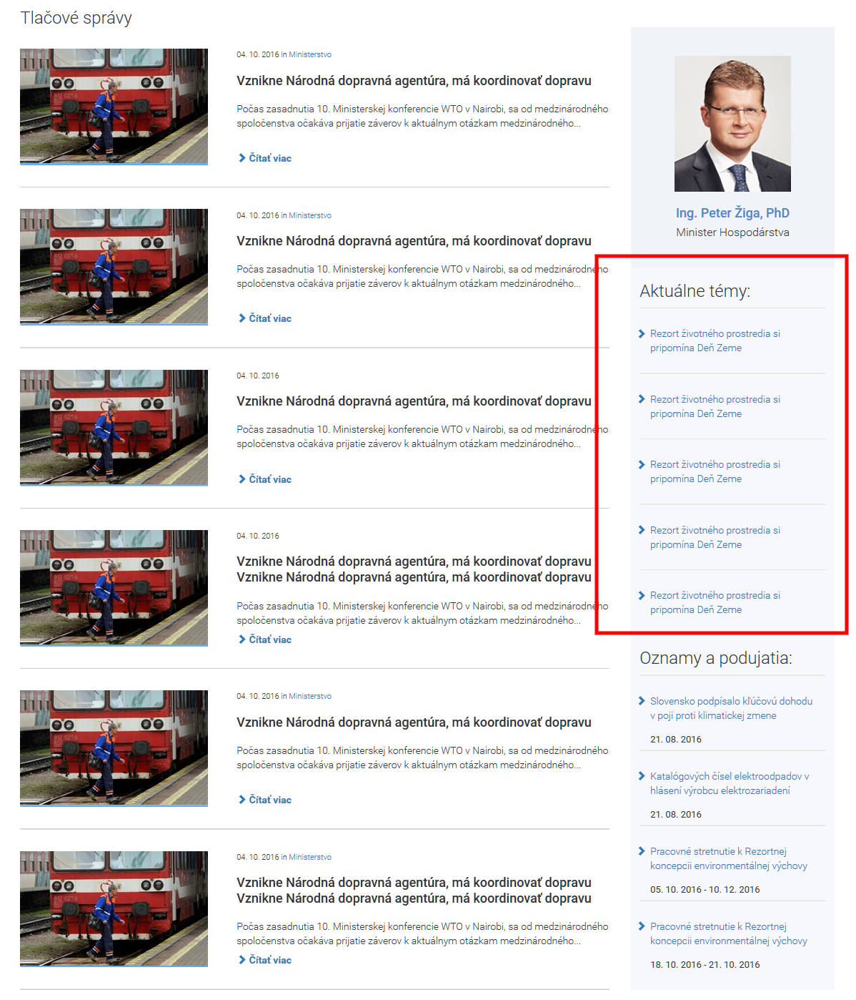 Tlačové správy
04. 10. 2016 in Ministerstvo
Vznikne Národná dopravná agentúra, má koordinovať dopravu
Počas zasadnutia 10. Ministerskej konferencie WTO v Nairobi, sa od medzinárodného
spoločenstva očakáva prijatie záverov k aktuálnym otázkam medzinárodného...
Čítať viac
04. 10. 2016 in Ministerstvo
Vznikne Národná dopravná agentúra, má koordinovať dopravu
Počas zasadnutia 10. Ministerskej konferencie WTO v Nairobi, sa od medzinárodného
spoločenstva očakáva prijatie záverov k aktuálnym otázkam medzinárodného...
Čítať viac
04. 10. 2016
Vznikne Národná dopravná agentúra, má koordinovať dopravu
Počas zasadnutia 10. Ministerskej konferencie WTO v Nairobi, sa od medzinárodného
spoločenstva očakáva prijatie záverov k aktuálnym otázkam medzinárodného...
Čítať viac
04. 10. 2016
Vznikne Národná dopravná agentúra, má koordinovať dopravu
Vznikne Národná dopravná agentúra, má koordinovať dopravu
Počas zasadnutia 10. Ministerskej konferencie WTO v Nairobi, sa od medzinárodného
spoločenstva očakáva prijatie záverov k aktuálnym otázkam medzinárodného...
Čítať viac
04. 10. 2016 in Ministerstvo
Vznikne Národná dopravná agentúra, má koordinovať dopravu
Počas zasadnutia 10. Ministerskej konferencie WTO v Nairobi, sa od medzinárodného
spoločenstva očakáva prijatie záverov k aktuálnym otázkam medzinárodného...
Čítať viac
04. 10. 2016 in Ministerstvo
Vznikne Národná dopravná agentúra, má koordinovať dopravu
Vznikne Národná dopravná agentúra, má koordinovať dopravu
Počas zasadnutia 10. Ministerskej konferencie WTO v Nairobi, sa od medzinárodného
spoločenstva očakáva prijatie záverov k aktuálnym otázkam medzinárodného...
Čítať viac
Ing. Peter Žiga, PhD
Minister Hospodárstva
Aktuálne témy:
Rezort životného prostredia si
pripomína Deň Zeme
Rezort životného prostredia si
pripomína Deň Zeme
Rezort životného prostredia si
pripomína Deň Zeme
Rezort životného prostredia si
pripomína Deň Zeme
Rezort životného prostredia si
pripomína Deň Zeme
Oznamy a podujatia:
Slovensko podpísalo kľúčovú dohodu
v poji proti klimatickej zmene
21. 08. 2016
Katalógových čísel elektroodpadov v
hlásení výrobcu elektrozariadení
21. 08. 2016
Pracovné stretnutie k Rezortnej
koncepcii environmentálnej výchovy
05. 10. 2016 - 10. 12. 2016
Pracovné stretnutie k Rezortnej
koncepcii environmentálnej výchovy
18. 10. 2016 - 21. 10. 2016